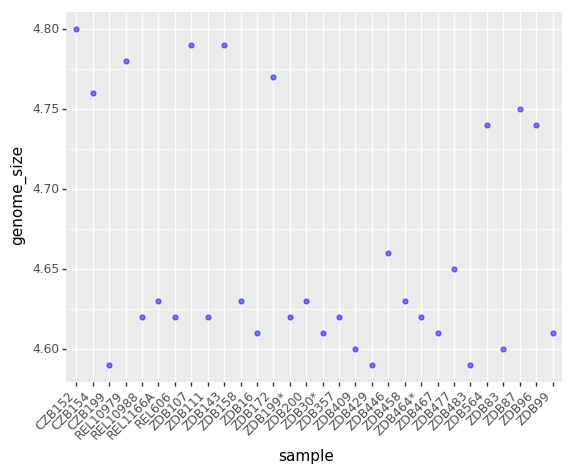 4.80
4.75
4.70
4.65
4.60
genome_size
CZB152
CZB154
CZB199
REL10979
REL10988
REL1166A
REL606
ZDB107
ZDB111
ZDB143
ZDB158
ZDB16
ZDB172
ZDB199*
ZDB200
ZDB30*
ZDB357
ZDB409
ZDB429
ZDB446
ZDB458
ZDB464*
ZDB467
ZDB477
ZDB483
ZDB564
ZDB83
ZDB87
ZDB96
ZDB99
sample